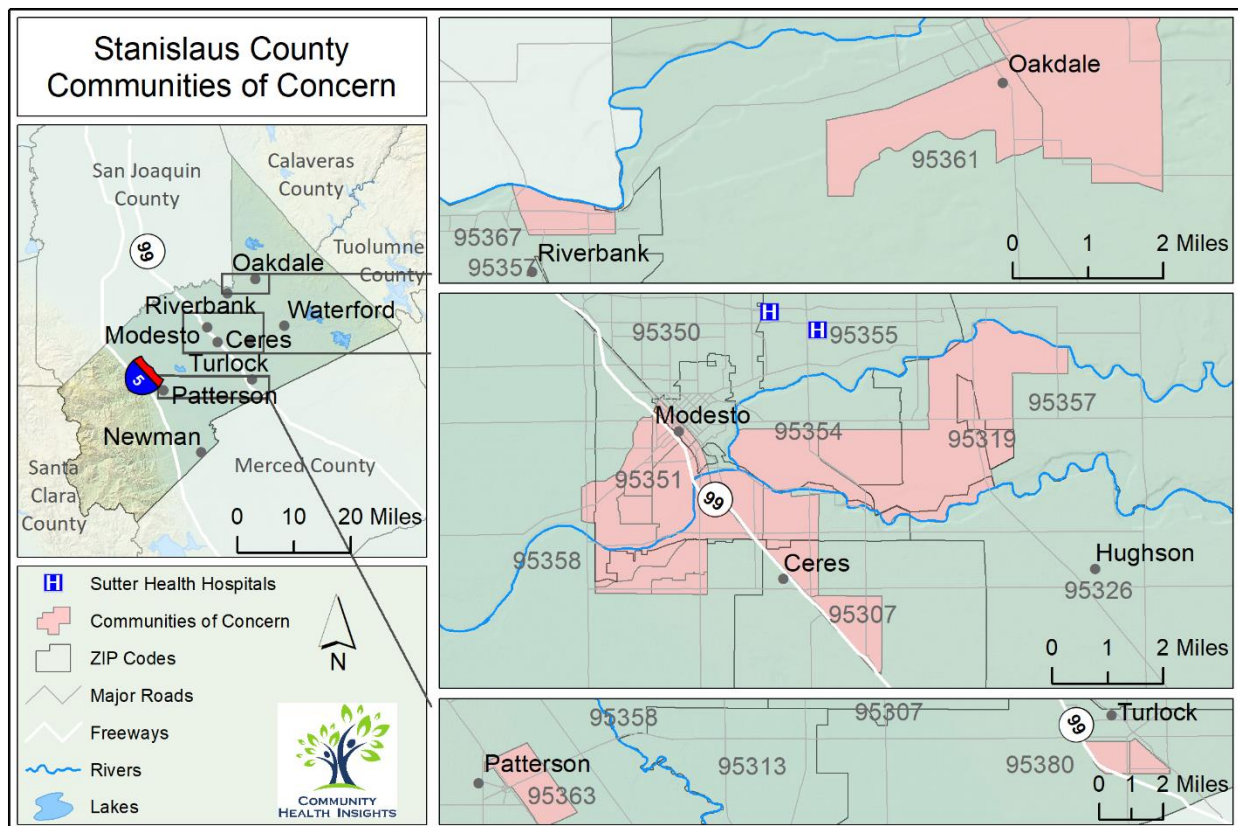 Stanislaus County
Communities of Concern
San Joaquin
County
Calaveras
County
Tuolumne
County
99
Oakdale
Riverbank
Waterford
Modesto
Ceres
Turlock
5
Patterson
Newman
Merced County
Santa
Clara
County
0 10 20 Miles
Sutter Health Hospitals
Communities of Concern
ZIP Codes
Major Roads
Freeways
Rivers
Lakes
N
COMMUNITY
HEALTH INSIGHTS
Oakdale
95361
95367
95357
Riverbank
0 1 2 Miles
H
H
95350
95355
95357
Modesto
95354
95319
95351
99
95358
Ceres
Hughson
95326
95307
0 1 2 Miles
95358
95307
Turlock
99
Patterson
95313
95380
95363
0 1 2 Miles